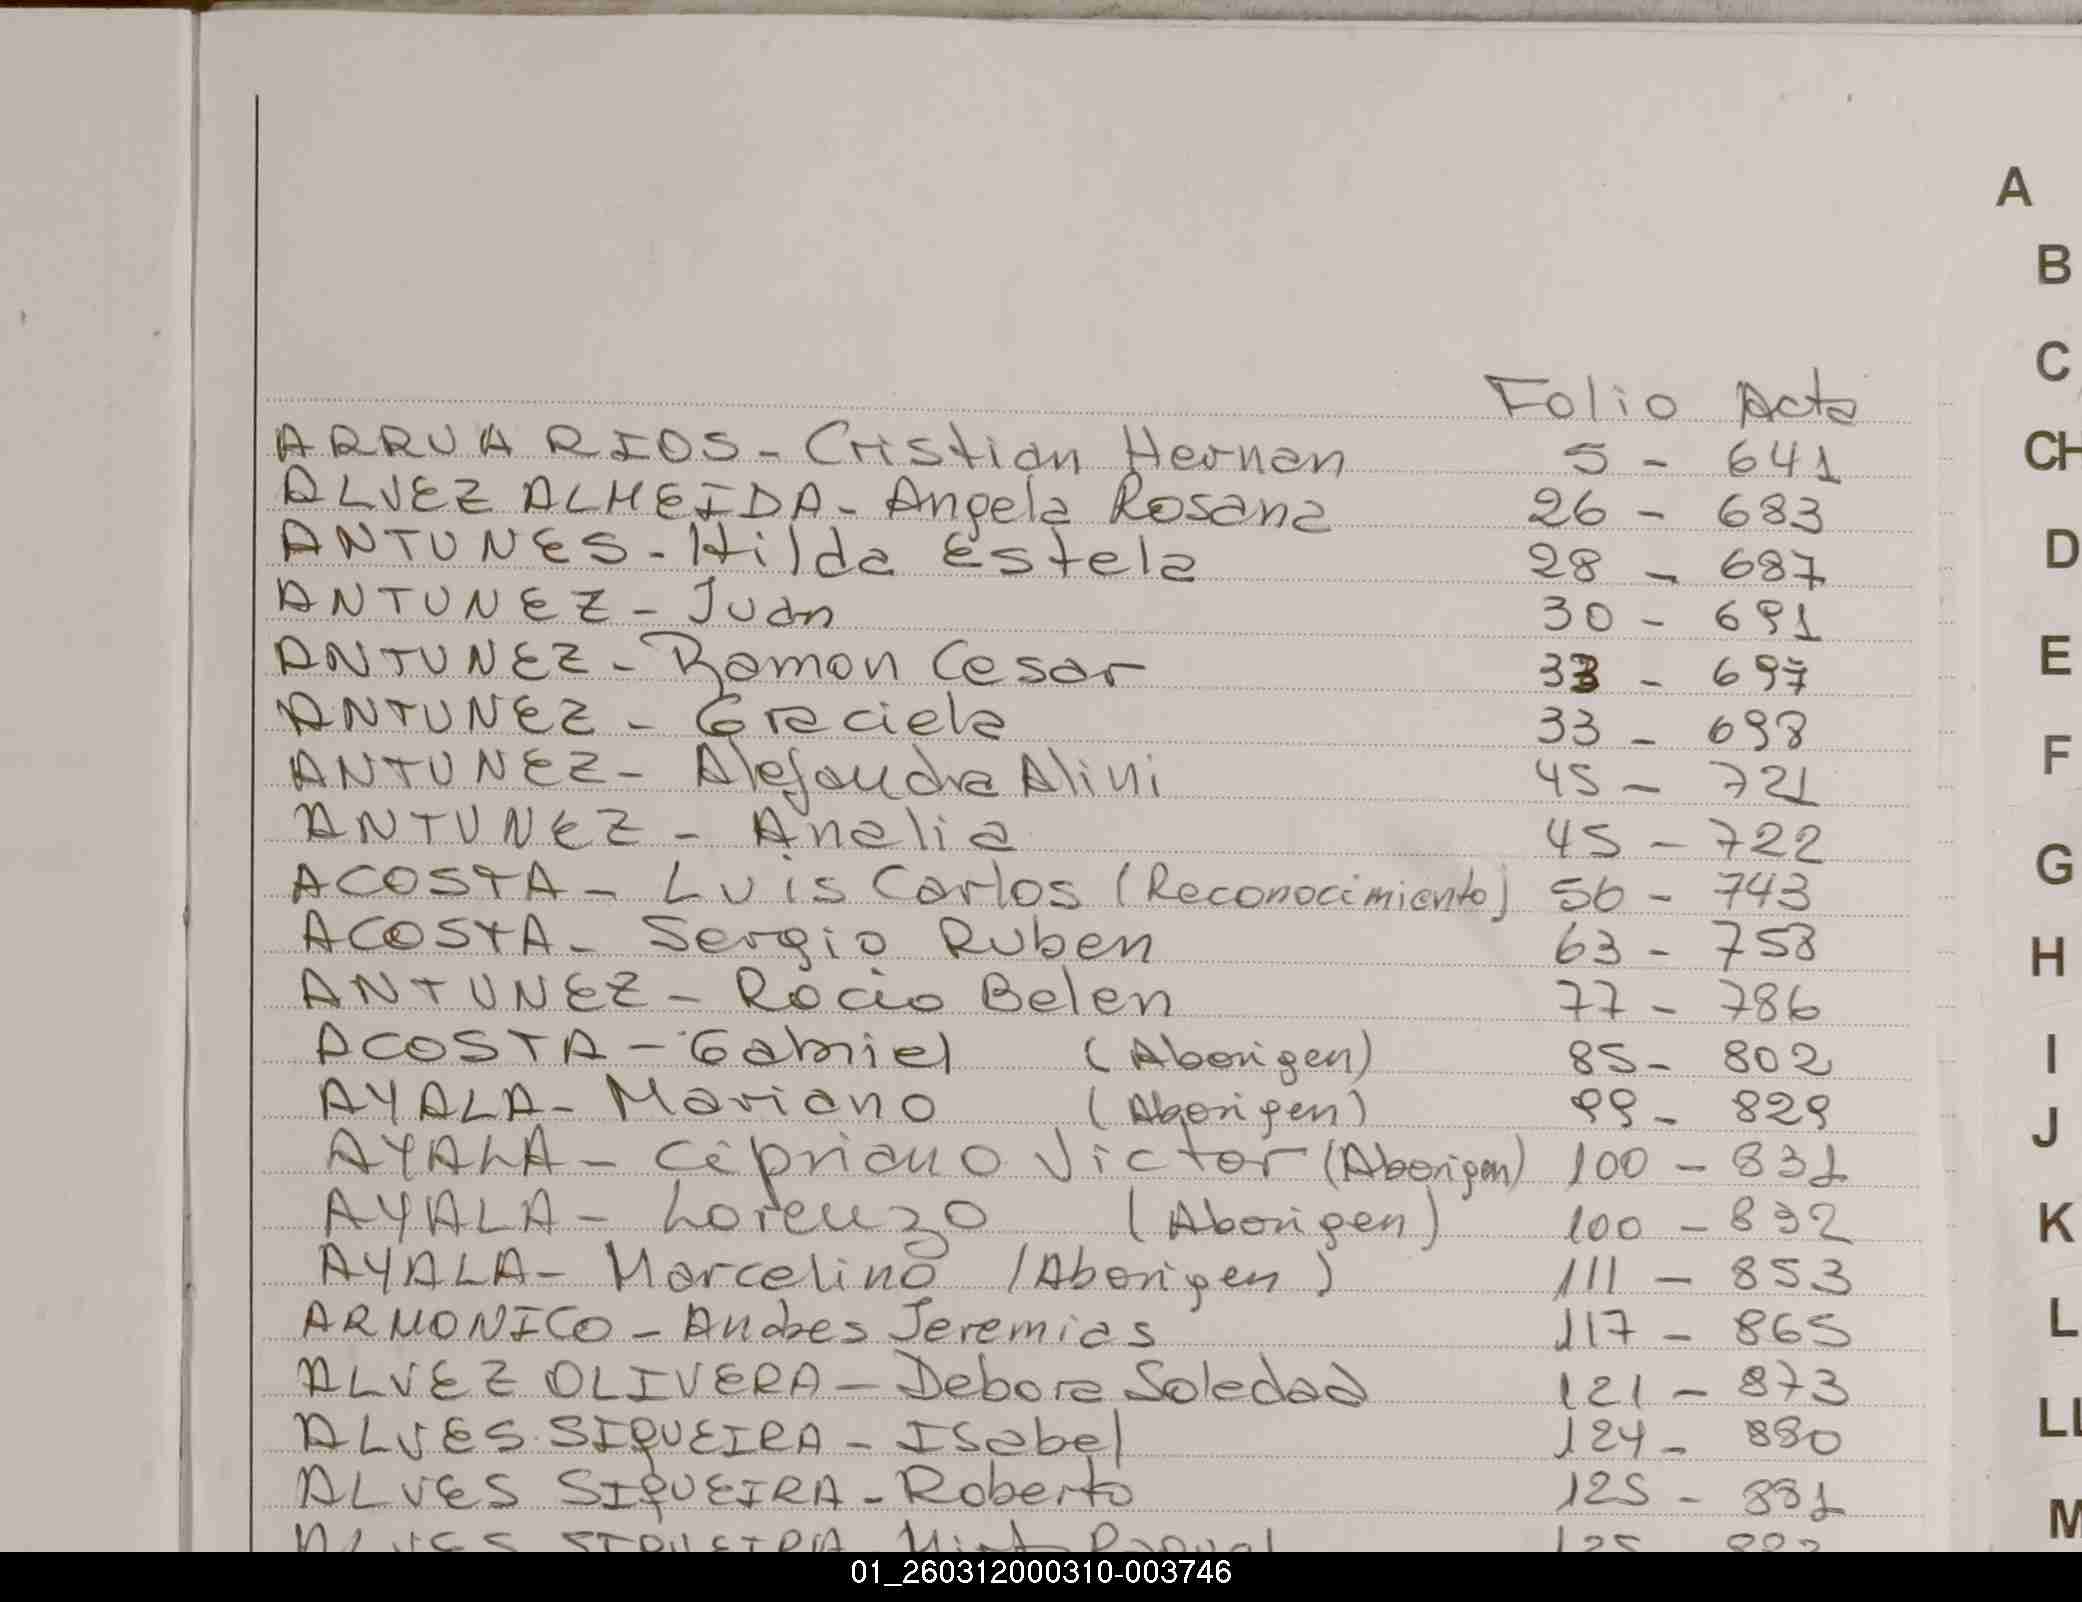 A
B
C
Folio Acta
ARRUA RIOS - Cristian Hernan 5 - 641
CH
ALVEZ ALMEIDA - Angela Rosana 26 - 683
ANTUNES - Hilda Estela 28 - 687
D
ANTUNEZ - Juan 30 - 691
ANTUNEZ - Ramon Cesar 33 - 697
E
ANTUNEZ - Graciela 33 - 698
F
ANTUNEZ - Alejandra Alini 45 - 721
ANTUNEZ - Analia 45 - 722
G
ACOSTA - Luis Carlos (Reconocimiento) 56 - 743
ACOSTA - Sergio Ruben 63 - 758
H
ANTUNEZ - Rocio Belen 77 - 786
ACOSTA - Gabriel (Aborigen) 85 - 802
I
AYALA - Mariano (Aborigen) 99 - 829
J
AYALA - Cipriano Victor (Aborigen) 100 - 831
AYALA - Lorenzo (Aborigen) 100 - 832
K
AYALA - Marcelino (Aborigen) 111 - 853
ARMONICO - Andres Jeremias 117 - 865
L
ALVEZ OLIVERA - Debora Soledad 121 - 873
ALVES SIQUEIRA - Isabel 124 - 880
LL
ALVES SIQUEIRA - Roberto 125 - 881
M
ALVES SIQUEIRA
01_260312000310-003746